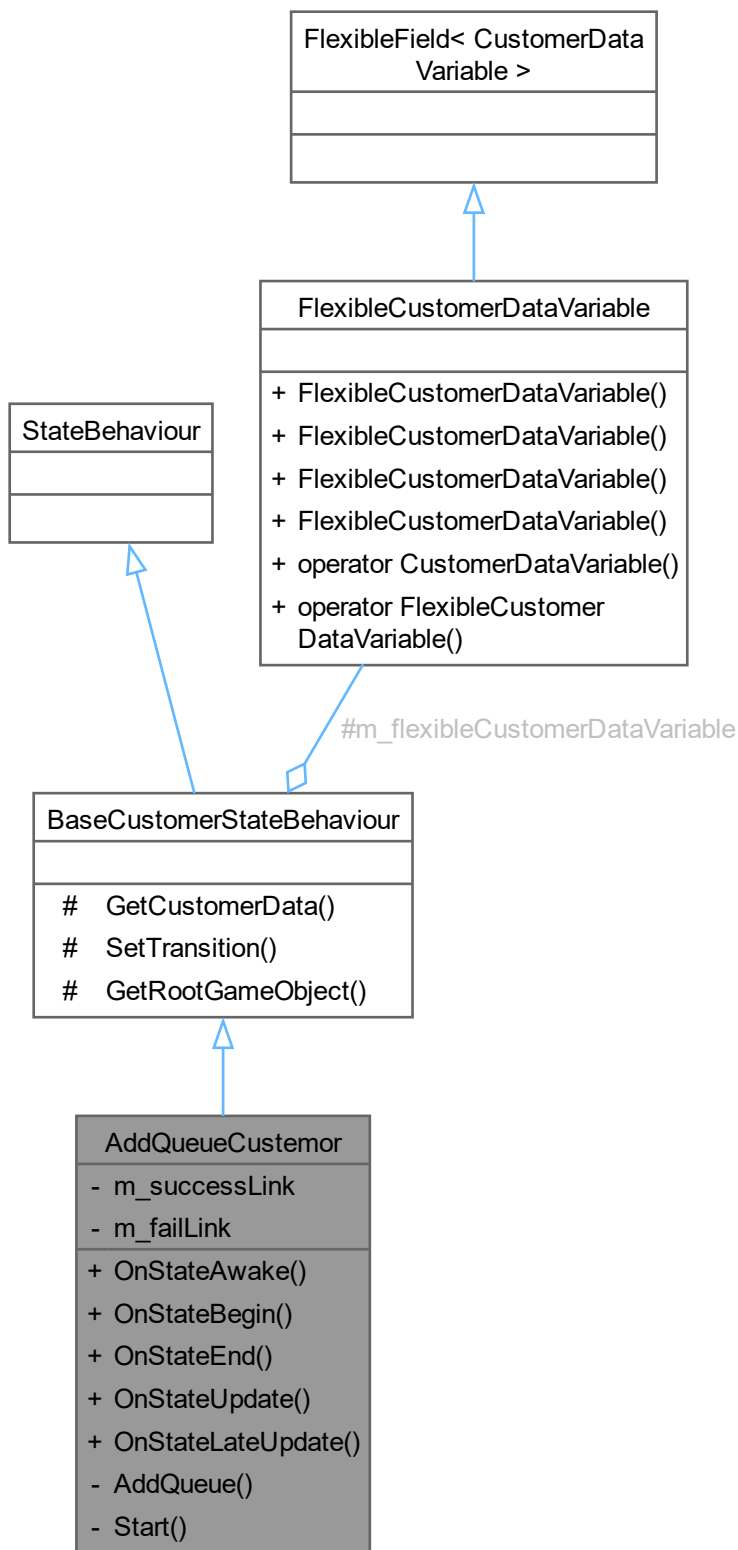 FlexibleField< CustomerData
Variable >
FlexibleCustomerDataVariable
+ FlexibleCustomerDataVariable()
+ FlexibleCustomerDataVariable()
+ FlexibleCustomerDataVariable()
+ FlexibleCustomerDataVariable()
+ operator CustomerDataVariable()
+ operator FlexibleCustomer
DataVariable()
StateBehaviour
#m_flexibleCustomerDataVariable
BaseCustomerStateBehaviour
# GetCustomerData()
# SetTransition()
# GetRootGameObject()
AddQueueCustemor
- m_successLink
- m_failLink
+ OnStateAwake()
+ OnStateBegin()
+ OnStateEnd()
+ OnStateUpdate()
+ OnStateLateUpdate()
- AddQueue()
- Start()